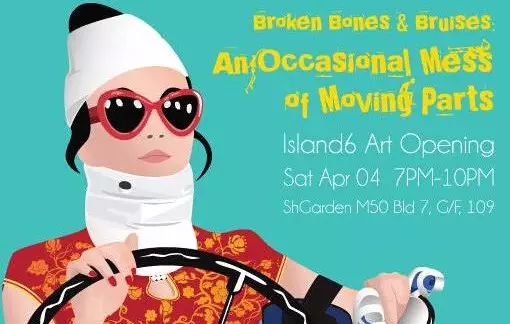 Broken Bones & Bruises:
An Occasional Mess
of Moving Parts
Island6 Art Opening
Sat Apr 04 7PM-10PM
ShGarden M50 Bld 7, G/F, 109